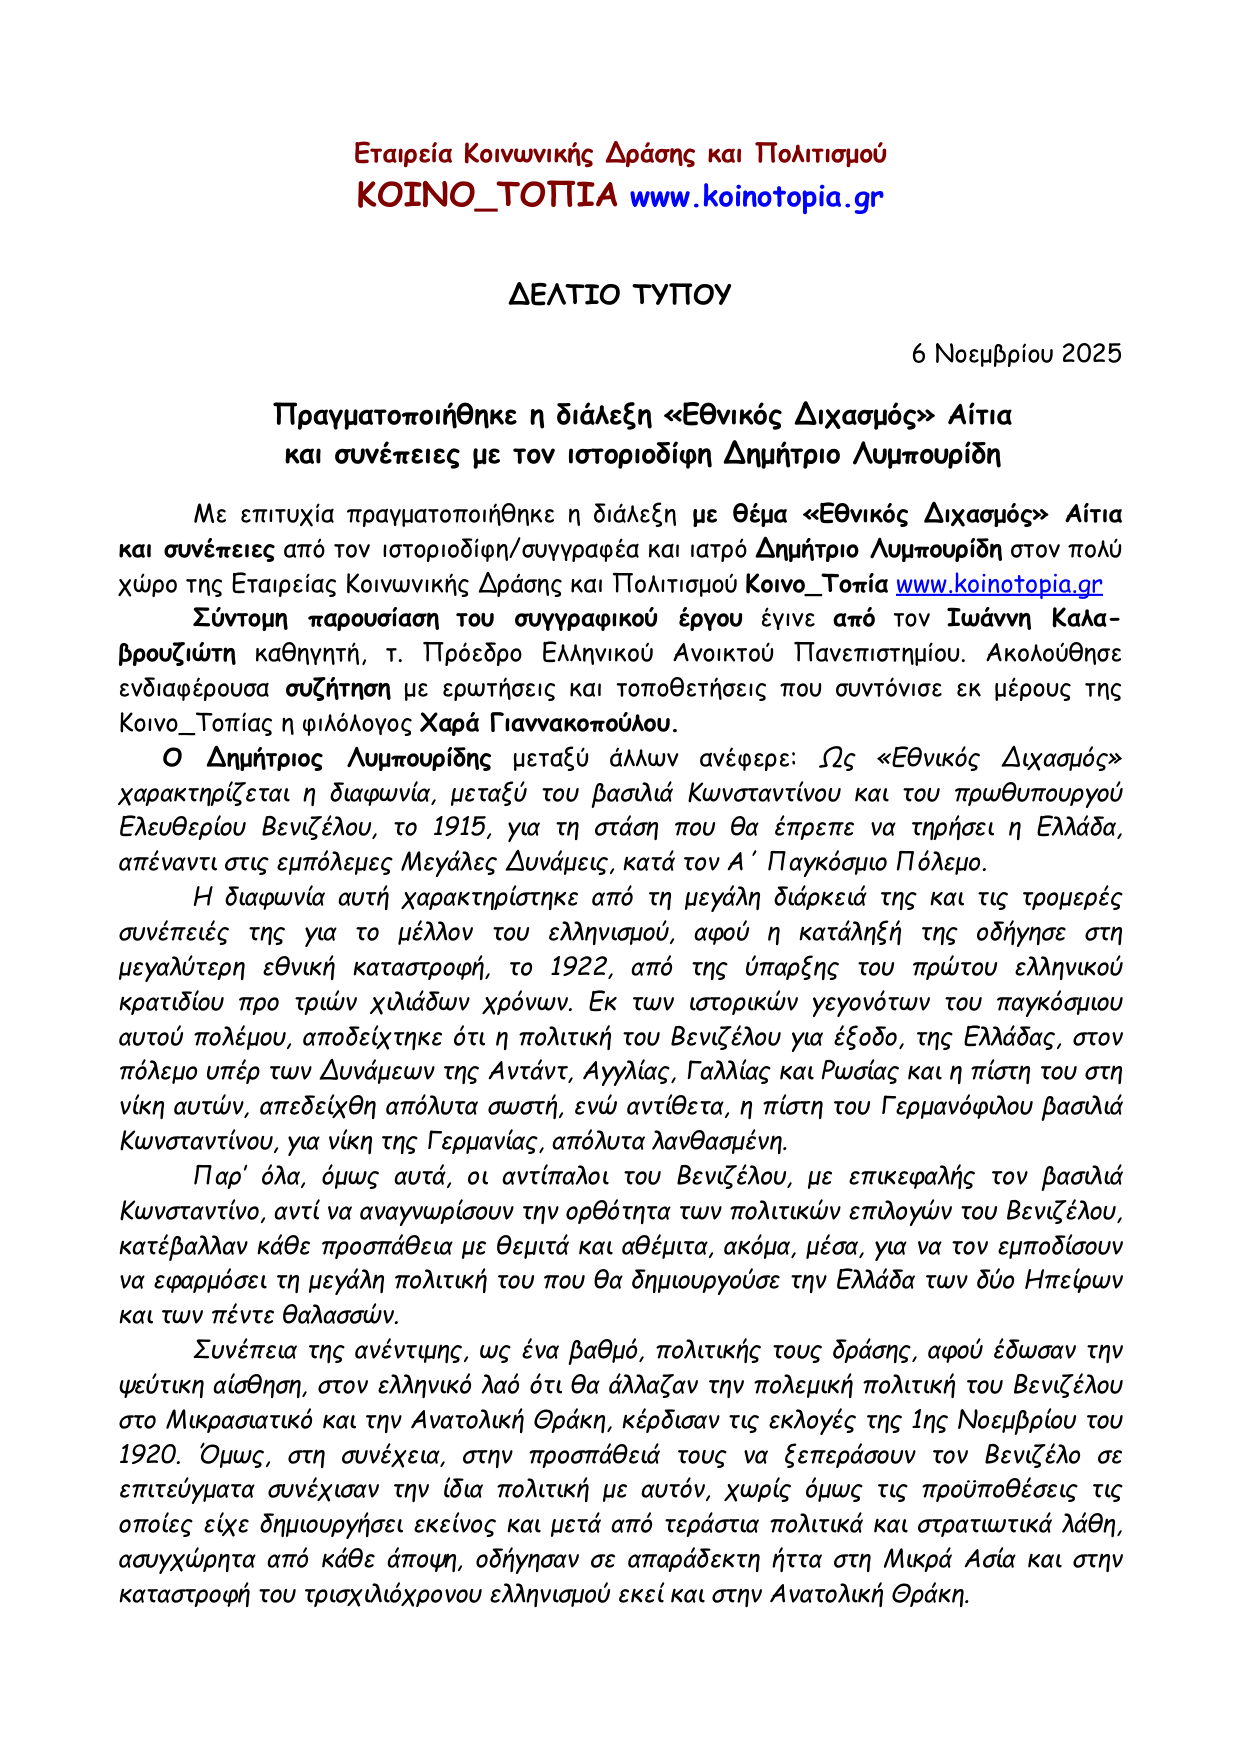 Εταιρεία Κοινωνικής Δράσης και Πολιτισμού
ΚΟΙΝΟ_ΤΟΠΙΑ www.koinotopia.gr
ΔΕΛΤΙΟ ΤΥΠΟΥ
6 Νοεμβρίου 2025
Πραγματοποιήθηκε η διάλεξη «Εθνικός Διχασμός» Αίτια
και συνέπειες με τον ιστοριοδίφη Δημήτριο Λυμπουρίδη
Με επιτυχία πραγματοποιήθηκε η διάλεξη με θέμα «Εθνικός Διχασμός» Αίτια
και συνέπειες από τον ιστοριοδίφη/συγγραφέα και ιατρό Δημήτριο Λυμπουρίδη στον πολύ
χώρο της Εταιρείας Κοινωνικής Δράσης και Πολιτισμού Κοινο_Τοπία www.koinotopia.gr
Σύντομη παρουσίαση του συγγραφικού έργου έγινε από τον Ιωάννη Καλα-
βρουζιώτη καθηγητή, τ. Πρόεδρο Ελληνικού Ανοικτού Πανεπιστημίου. Ακολούθησε
ενδιαφέρουσα συζήτηση με ερωτήσεις και τοποθετήσεις που συντόνισε εκ μέρους της
Κοινο_Τοπίας η φιλόλογος Χαρά Γιαννακοπούλου.
Ο Δημήτριος Λυμπουρίδης μεταξύ άλλων ανέφερε: Ως «Εθνικός Διχασμός»
χαρακτηρίζεται η διαφωνία, μεταξύ του βασιλιά Κωνσταντίνου και του πρωθυπουργού
Ελευθερίου Βενιζέλου, το 1915, για τη στάση που θα έπρεπε να τηρήσει η Ελλάδα,
απέναντι στις εμπόλεμες Μεγάλες Δυνάμεις, κατά τον Α΄ Παγκόσμιο Πόλεμο.
Η διαφωνία αυτή χαρακτηρίστηκε από τη μεγάλη διάρκειά της και τις τρομερές
συνέπειές της για το μέλλον του ελληνισμού, αφού η κατάληξή της οδήγησε στη
μεγαλύτερη εθνική καταστροφή, το 1922, από της ύπαρξης του πρώτου ελληνικού
κρατιδίου προ τριών χιλιάδων χρόνων. Εκ των ιστορικών γεγονότων του παγκόσμιου
αυτού πολέμου, αποδείχτηκε ότι η πολιτική του Βενιζέλου για έξοδο, της Ελλάδας, στον
πόλεμο υπέρ των Δυνάμεων της Αντάντ, Αγγλίας, Γαλλίας και Ρωσίας και η πίστη του στη
νίκη αυτών, απεδείχθη απόλυτα σωστή, ενώ αντίθετα, η πίστη του Γερμανόφιλου βασιλιά
Κωνσταντίνου, για νίκη της Γερμανίας, απόλυτα λανθασμένη.
Παρ’ όλα, όμως αυτά, οι αντίπαλοι του Βενιζέλου, με επικεφαλής τον βασιλιά
Κωνσταντίνο, αντί να αναγνωρίσουν την ορθότητα των πολιτικών επιλογών του Βενιζέλου,
κατέβαλλαν κάθε προσπάθεια με θεμιτά και αθέμιτα, ακόμα, μέσα, για να τον εμποδίσουν
να εφαρμόσει τη μεγάλη πολιτική του που θα δημιουργούσε την Ελλάδα των δύο Ηπείρων
και των πέντε θαλασσών.
Συνέπεια της ανέντιμης, ως ένα βαθμό, πολιτικής τους δράσης, αφού έδωσαν την
ψεύτικη αίσθηση, στον ελληνικό λαό ότι θα άλλαζαν την πολεμική πολιτική του Βενιζέλου
στο Μικρασιατικό και την Ανατολική Θράκη, κέρδισαν τις εκλογές της 1ης Νοεμβρίου του
1920. Όμως, στη συνέχεια, στην προσπάθειά τους να ξεπεράσουν τον Βενιζέλο σε
επιτεύγματα συνέχισαν την ίδια πολιτική με αυτόν, χωρίς όμως τις προϋποθέσεις τις
οποίες είχε δημιουργήσει εκείνος και μετά από τεράστια πολιτικά και στρατιωτικά λάθη,
ασυγχώρητα από κάθε άποψη, οδήγησαν σε απαράδεκτη ήττα στη Μικρά Ασία και στην
καταστροφή του τρισχιλιόχρονου ελληνισμού εκεί και στην Ανατολική Θράκη.